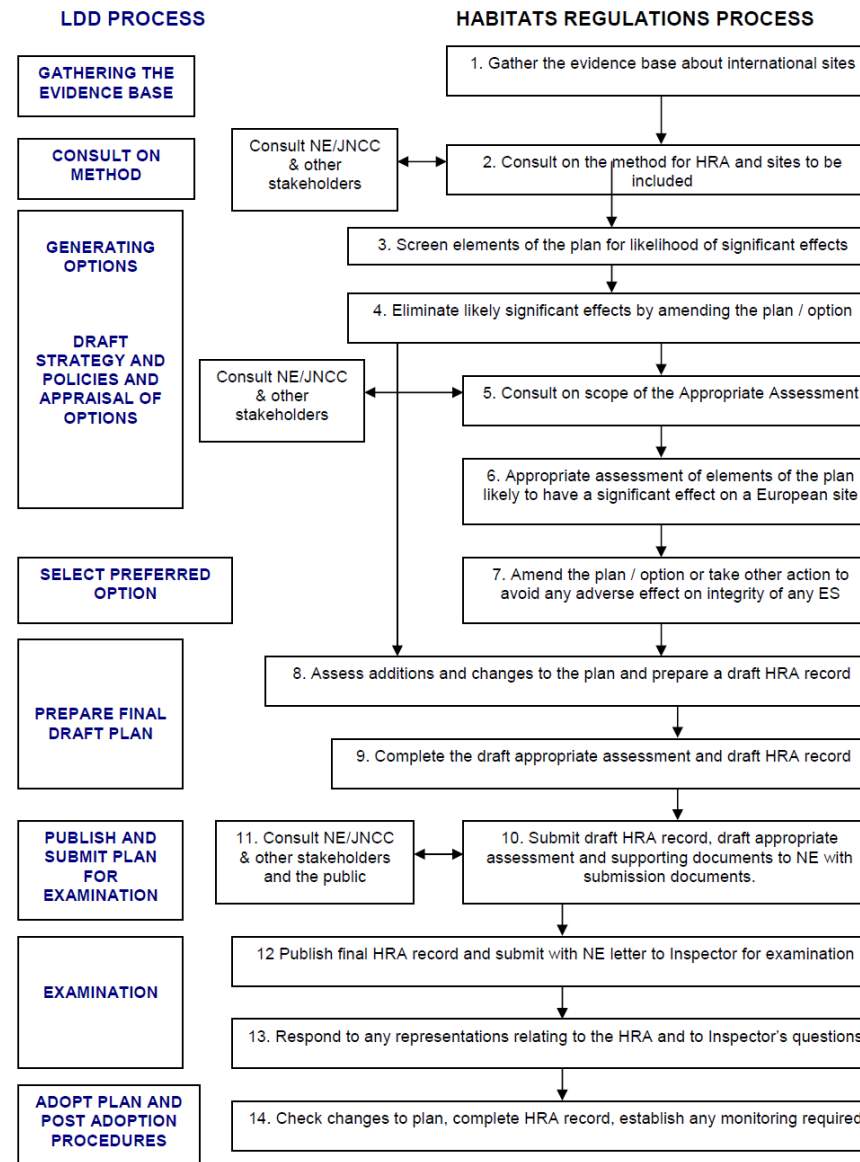 LDD PROCESS
HABITATS REGULATIONS PROCESS
GATHERING THE
EVIDENCE BASE
1. Gather the evidence base about international sites
CONSULT ON
METHOD
Consult NE/JNCC
& other
stakeholders
2. Consult on the method for HRA and sites to be
included
GENERATING
OPTIONS
3. Screen elements of the plan for likelihood of significant effects
4. Eliminate likely significant effects by amending the plan / option
DRAFT
STRATEGY AND
POLICIES AND
APPRAISAL OF
OPTIONS
Consult NE/JNCC
& other
stakeholders
5. Consult on scope of the Appropriate Assessment
6. Appropriate assessment of elements of the plan
likely to have a significant effect on a European site
SELECT PREFERRED
OPTION
7. Amend the plan / option or take other action to
avoid any adverse effect on integrity of any ES
PREPARE FINAL
DRAFT PLAN
8. Assess additions and changes to the plan and prepare a draft HRA record
9. Complete the draft appropriate assessment and draft HRA record
PUBLISH AND
SUBMIT PLAN
FOR
EXAMINATION
11. Consult NE/JNCC
& other stakeholders
and the public
10. Submit draft HRA record, draft appropriate
assessment and supporting documents to NE with
submission documents.
EXAMINATION
12 Publish final HRA record and submit with NE letter to Inspector for examination
13. Respond to any representations relating to the HRA and to Inspector's questions
ADOPT PLAN AND
POST ADOPTION
PROCEDURES
14. Check changes to plan, complete HRA record, establish any monitoring required